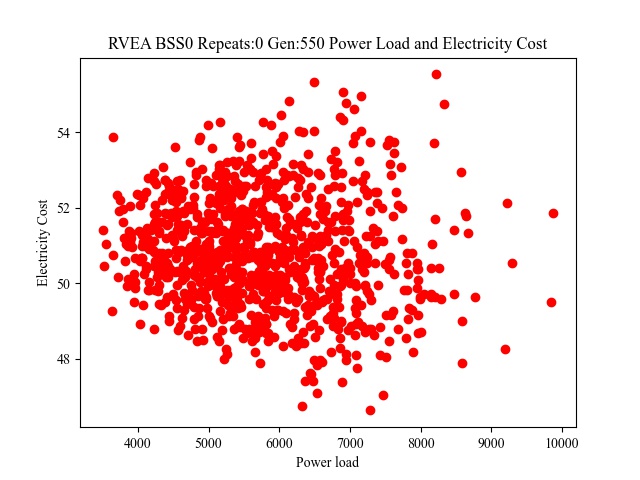 RVEA BSS0 Repeats:0 Gen:550 Power Load and Electricity Cost
54
52
50
48
Electricity Cost
4000 5000 6000 7000 8000 9000 10000
Power load